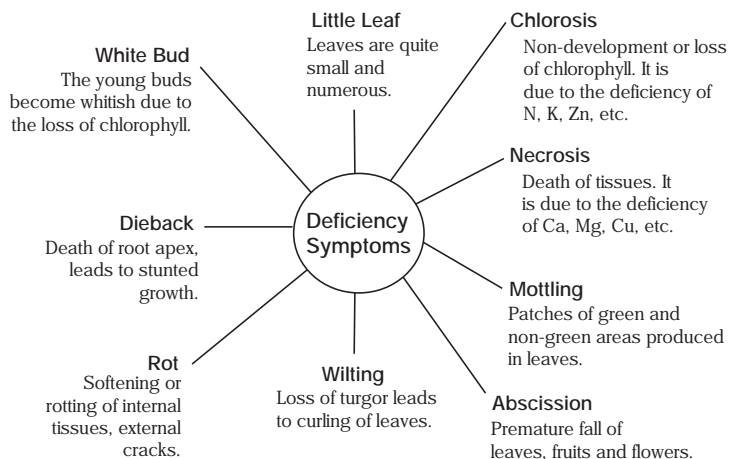 Little Leaf
Leaves are quite
small and
numerous.
Chlorosis
Non-development or loss
of chlorophyll. It is
due to the deficiency of
N, K, Zn, etc.
White Bud
The young buds
become whitish due to
the loss of chlorophyll.
Necrosis
Death of tissues. It
is due to the deficiency
of Ca, Mg, Cu, etc.
Deficiency
Symptoms
Dieback
Death of root apex,
leads to stunted
growth.
Mottling
Patches of green and
non-green areas produced
in leaves.
Rot
Softening or
rotting of internal
tissues, external
cracks.
Wilting
Loss of turgor leads
to curling of leaves.
Abscission
Premature fall of
leaves, fruits and flowers.